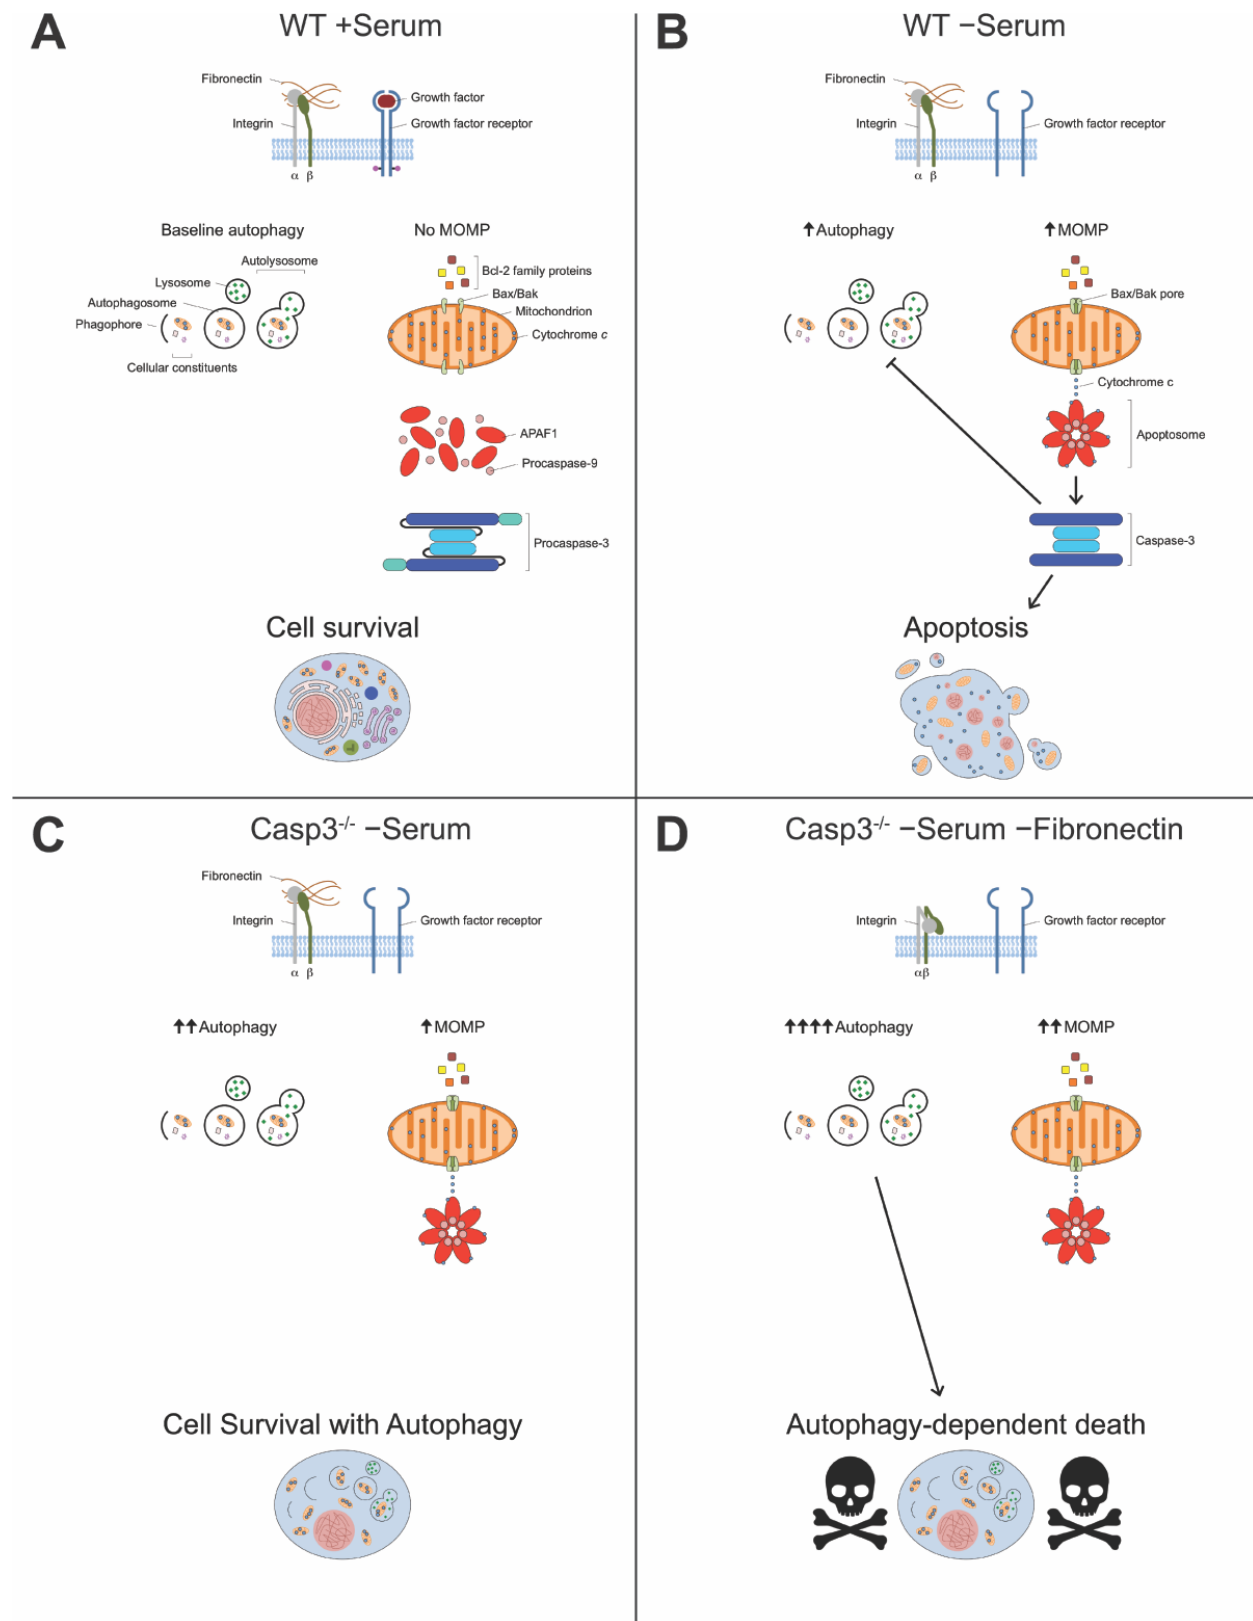 A
WT +Serum
Fibronectin
Growth factor
Integrin
Growth factor receptor
α β
Baseline autophagy
No MOMP
Autolysosome
Lysosome
Bcl-2 family proteins
Autophagosome
Bax/Bak
Phagophore
Mitochondrion
Cytochrome c
Cellular constituents
APAF1
Procaspase-9
Procaspase-3
Cell survival
B
WT −Serum
Fibronectin
Integrin
Growth factor receptor
α β
↑Autophagy
↑MOMP
Bax/Bak pore
Cytochrome c
Apoptosome
Caspase-3
Apoptosis
C
Casp3-/- −Serum
Fibronectin
Integrin
Growth factor receptor
α β
↑↑Autophagy
↑MOMP
Cell Survival with Autophagy
D
Casp3-/- −Serum −Fibronectin
Integrin
Growth factor receptor
αβ
↑↑↑↑Autophagy
↑↑MOMP
Autophagy-dependent death